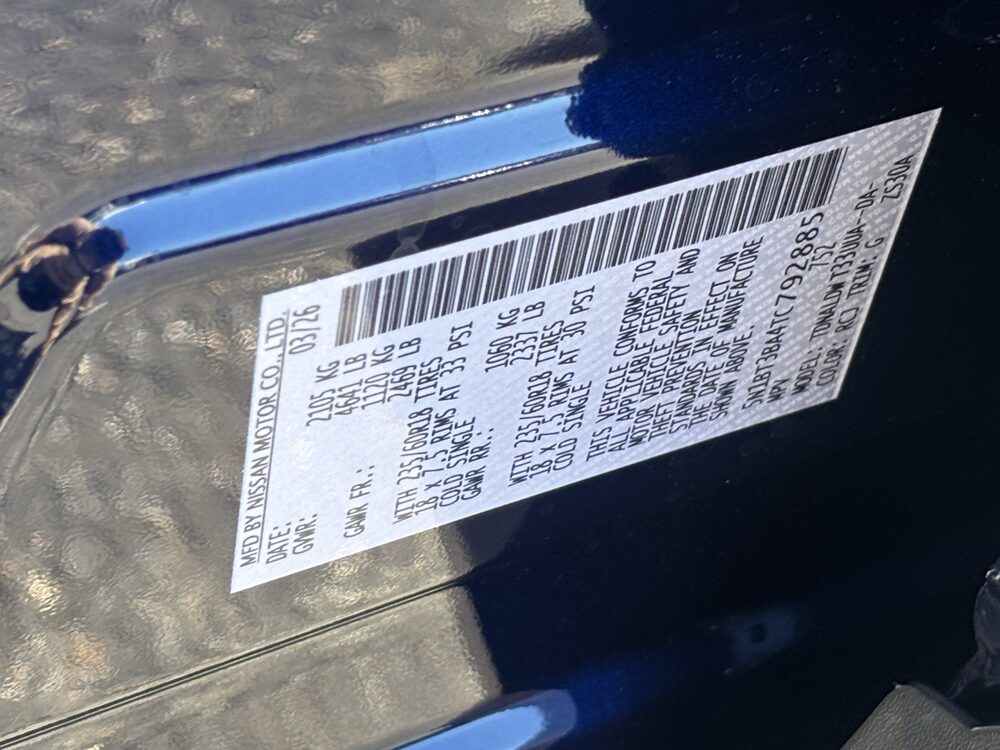 MFD BY NISSAN MOTOR CO., LTD.
DATE: 03/26
GVWR: 2105 KG
4641 LB
GAWR FR.: 1120 KG
2469 LB
WITH 235/60R18 TIRES
18 X 7.5 RIMS AT 33 PSI
COLD SINGLE
GAWR RR.: 1060 KG
2337 LB
WITH 235/60R18 TIRES
18 X 7.5 RIMS AT 30 PSI
COLD SINGLE
THIS VEHICLE CONFORMS TO
ALL APPLICABLE FEDERAL
MOTOR VEHICLE SAFETY AND
THEFT PREVENTION
STANDARDS IN EFFECT ON
THE DATE OF MANUFACTURE
SHOWN ABOVE.
5N1BT3BA4TC792885
MPV 752
MODEL: TDNALDWT33DUA-DA-
COLOR: RCJ TRIM: G ZS30A